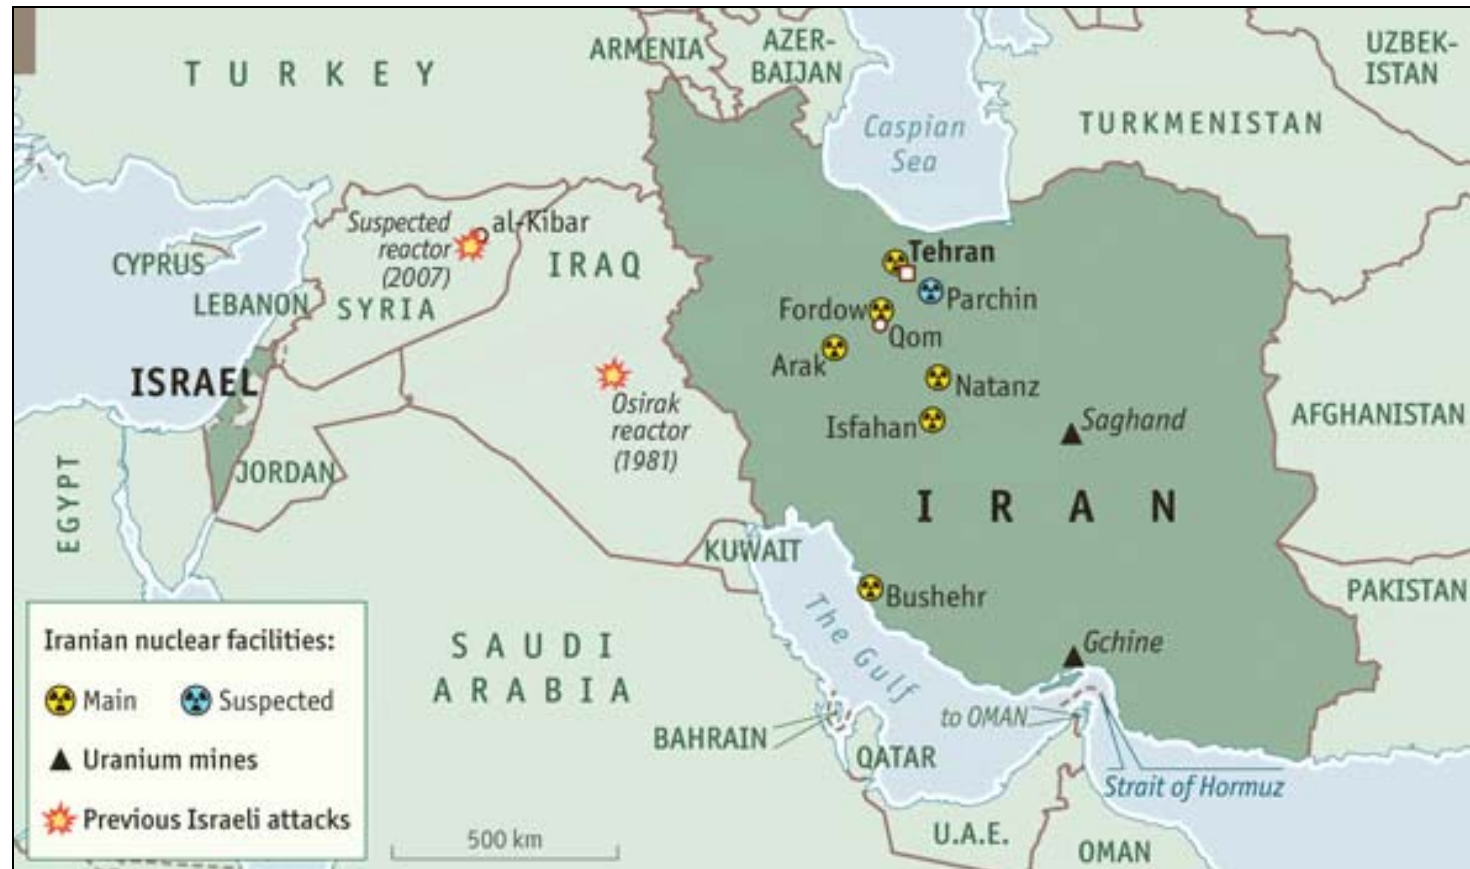 TURKEY
ARMENIA
AZER-
BAIJAN
UZBEK-
ISTAN
Caspian
Sea
TURKMENISTAN
Suspected
reactor
(2007)
al-Kibar
CYPRUS
IRAQ
Tehran
LEBANON
SYRIA
Parchin
Fordow
Qom
Arak
ISRAEL
Natanz
Osirak
reactor
(1981)
Isfahan
Saghand
AFGHANISTAN
JORDAN
EGYPT
IRAN
KUWAIT
Bushehr
PAKISTAN
The Gulf
Gchine
SAUDI
ARABIA
to OMAN
BAHRAIN
QATAR
Strait of Hormuz
U.A.E.
OMAN
Iranian nuclear facilities:
Main
Suspected
Uranium mines
Previous Israeli attacks
500 km